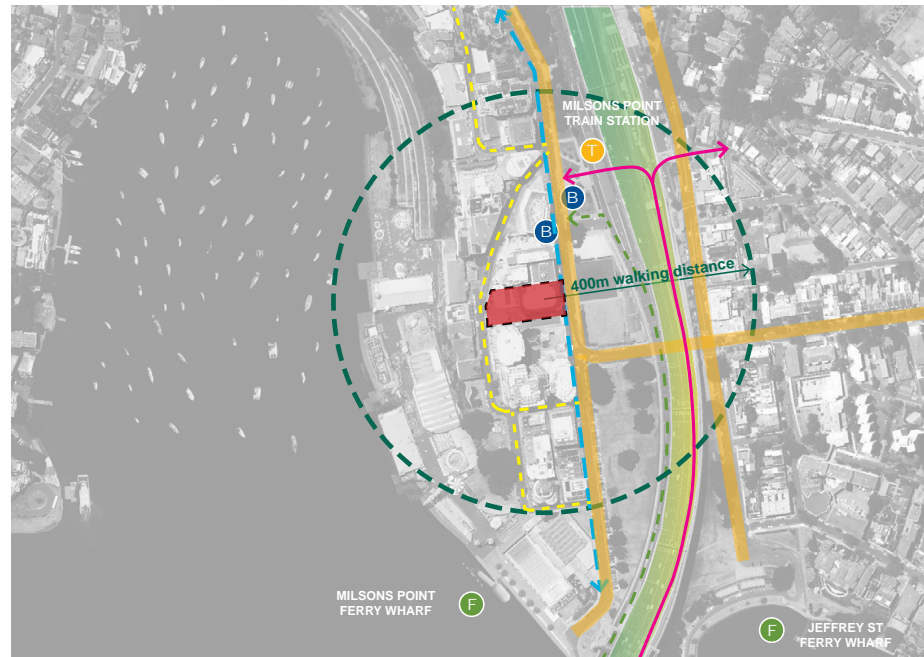 MILSONS POINT
TRAIN STATION
T
B
B
400m walking distance
MILSONS POINT
FERRY WHARF
F
F
JEFFREY ST
FERRY WHARF